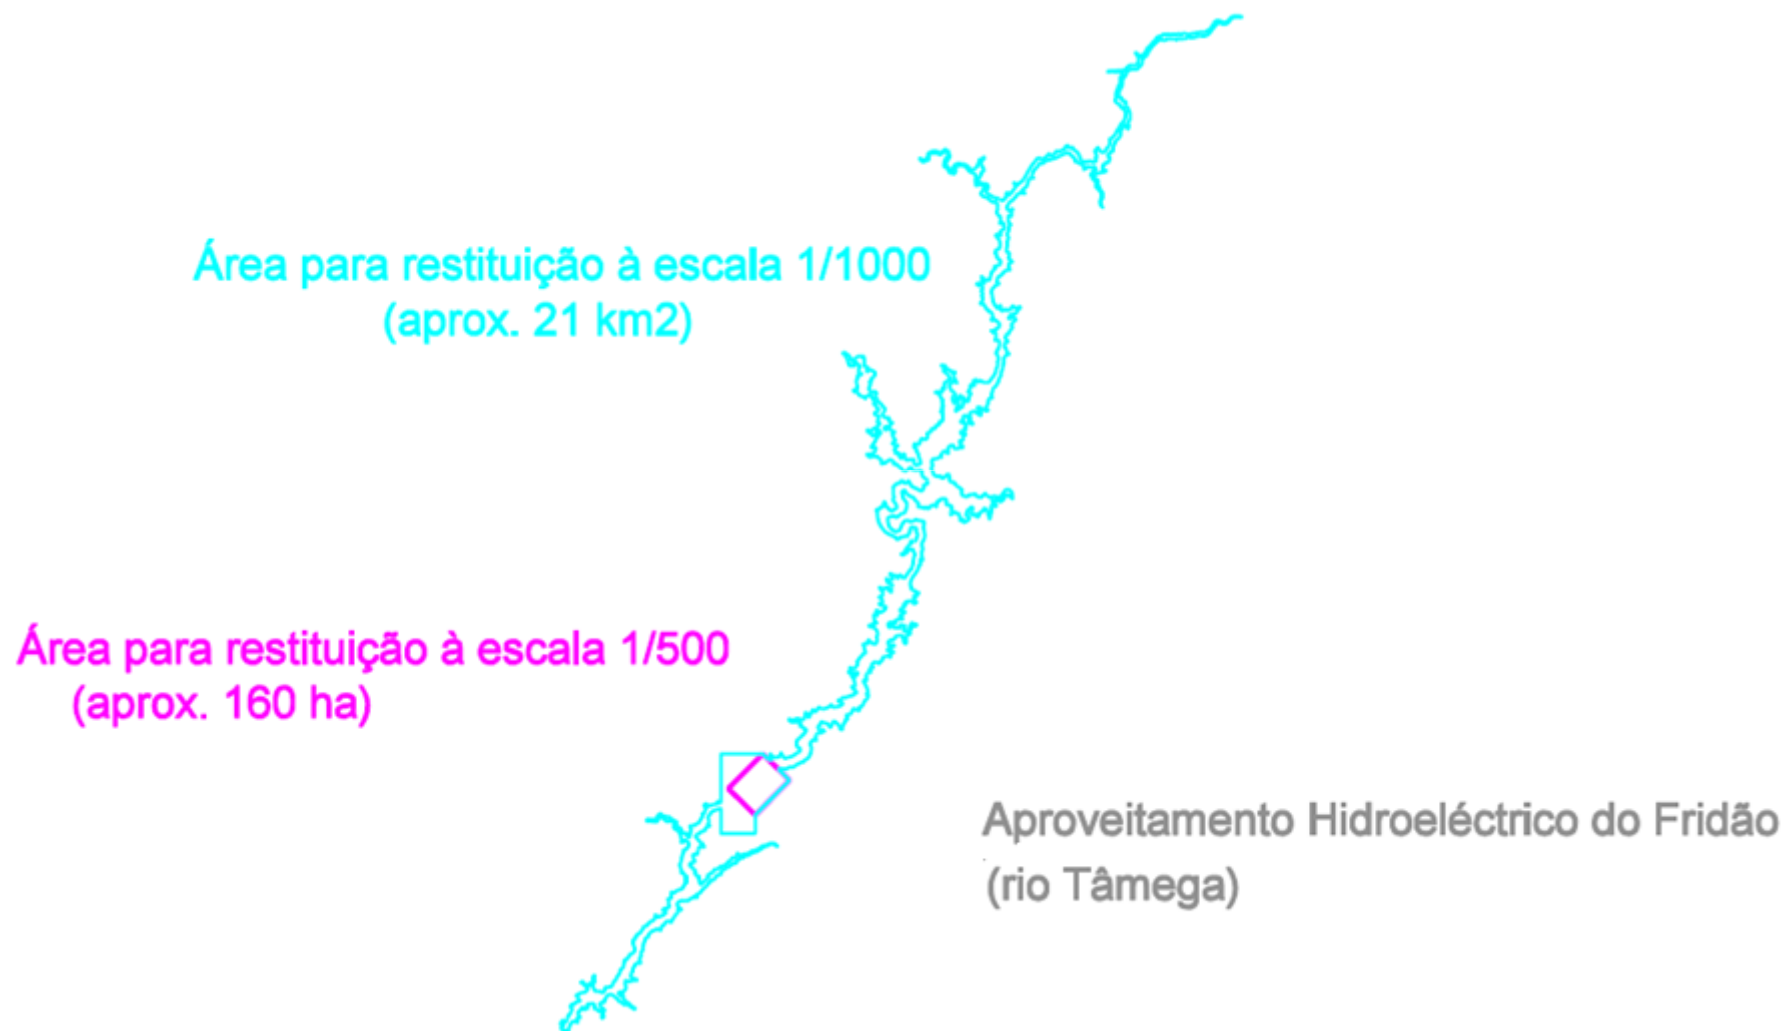 Área para restituição à escala 1/1000
(aprox. 21 km2)
Área para restituição à escala 1/500
(aprox. 160 ha)
Aproveitamento Hidroeléctrico do Fridão
(rio Tâmega)